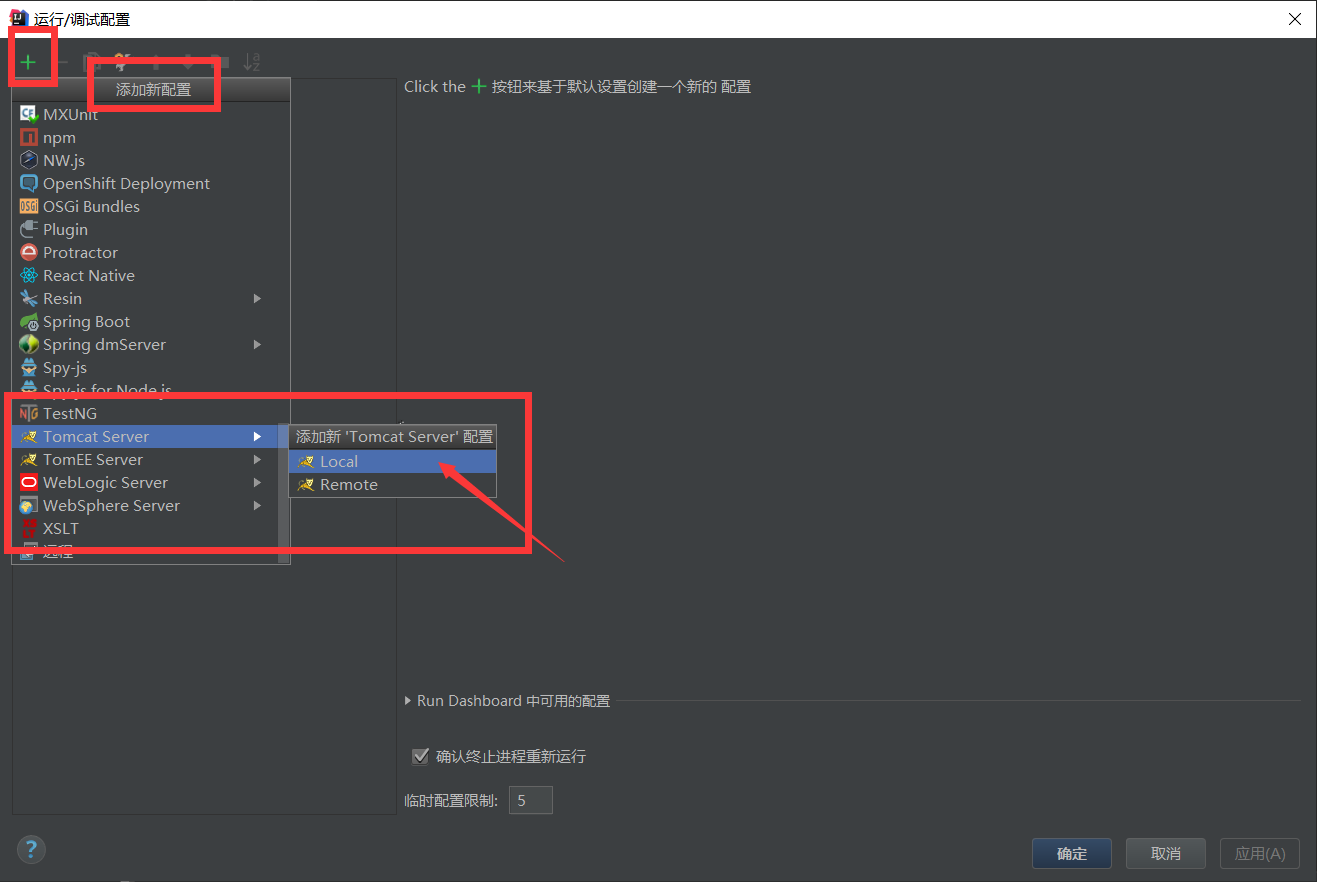 运行/调试配置
添加新配置
Click the + 按钮来基于默认设置创建一个新的 配置
MXUnit
npm
NW.js
OpenShift Deployment
OSGi Bundles
Plugin
Protractor
React Native
Resin
Spring Boot
Spring dmServer
Spy-js
Spy-js for Node.js
TestNG
Tomcat Server
添加新 'Tomcat Server' 配置
TomEE Server
Local
WebLogic Server
Remote
WebSphere Server
XSLT
远程
Run Dashboard 中可用的配置
确认终止进程重新运行
临时配置限制: 5
?
确定 取消 应用(A)